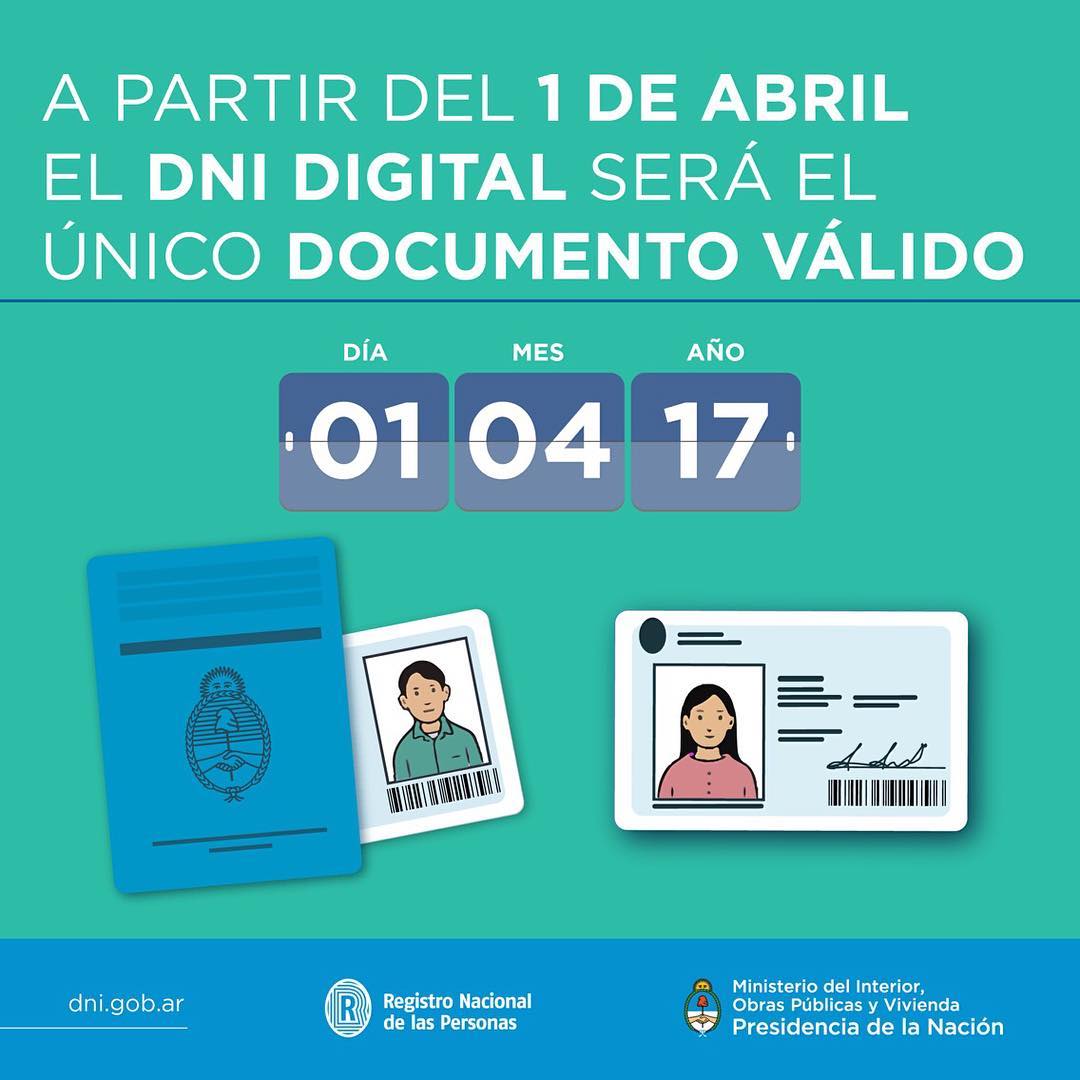 A PARTIR DEL 1 DE ABRIL
EL DNI DIGITAL SERÁ EL
ÚNICO DOCUMENTO VÁLIDO
DÍA MES AÑO
01 04 17
dni.gob.ar
Registro Nacional
de las Personas
Ministerio del Interior,
Obras Públicas y Vivienda
Presidencia de la Nación